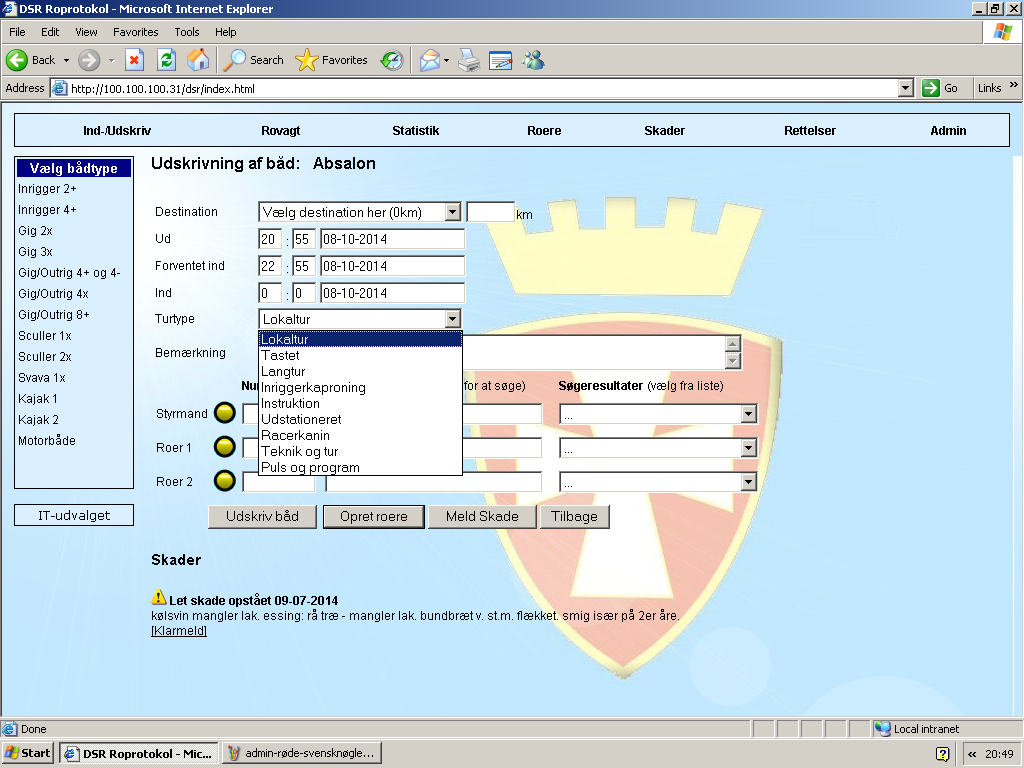 DSR Roprotokol - Microsoft Internet Explorer
File Edit View Favorites Tools Help
Back Search Favorites
Address http://100.100.100.31/dsr/index.html Go Links »
Ind-/Udskriv Rovagt Statistik Roere Skader Rettelser Admin
Vælg bådtype
Inrigger 2+
Inrigger 4+
Gig 2x
Gig 3x
Gig/Outrig 4+ og 4-
Gig/Outrig 4x
Gig/Outrig 8+
Sculler 1x
Sculler 2x
Svava 1x
Kajak 1
Kajak 2
Motorbåde
IT-udvalget
Udskrivning af båd: Absalon
Destination Vælg destination her (0km) km
Ud 20 : 55 08-10-2014
Forventet ind 22 : 55 08-10-2014
Ind 0 : 0 08-10-2014
Turtype Lokaltur
Lokaltur
Tastet
Langtur
Inriggerkaproning
Instruktion
Udstationeret
Racerkanin
Teknik og tur
Puls og program
Bemærkning
for at søge) Søgeresultater (vælg fra liste)
Styrmand ...
Roer 1 ...
Roer 2 ...
Udskriv båd Opret roere Meld Skade Tilbage
Skader
Let skade opstået 09-07-2014
kølsvin mangler lak. essing: rå træ - mangler lak. bundbræt v. st.m. flækket. smig især på 2er åre.
[Klarmeld]
Done Local intranet
Start DSR Roprotokol - Mic... admin-røde-svensknøgle... « 20:49